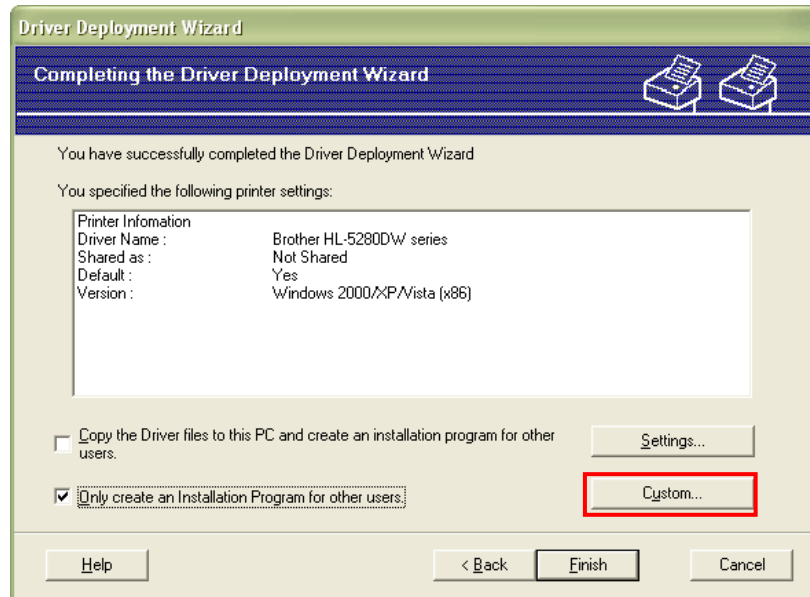 Driver Deployment Wizard
Completing the Driver Deployment Wizard
You have successfully completed the Driver Deployment Wizard
You specified the following printer settings:
Printer Infomation
Driver Name : Brother HL-5280DW series
Shared as : Not Shared
Default : Yes
Version : Windows 2000/XP/Vista (x86)
Copy the Driver files to this PC and create an installation program for other
users.
Settings...
Only create an Installation Program for other users.
Custom...
Help
< Back
Finish
Cancel